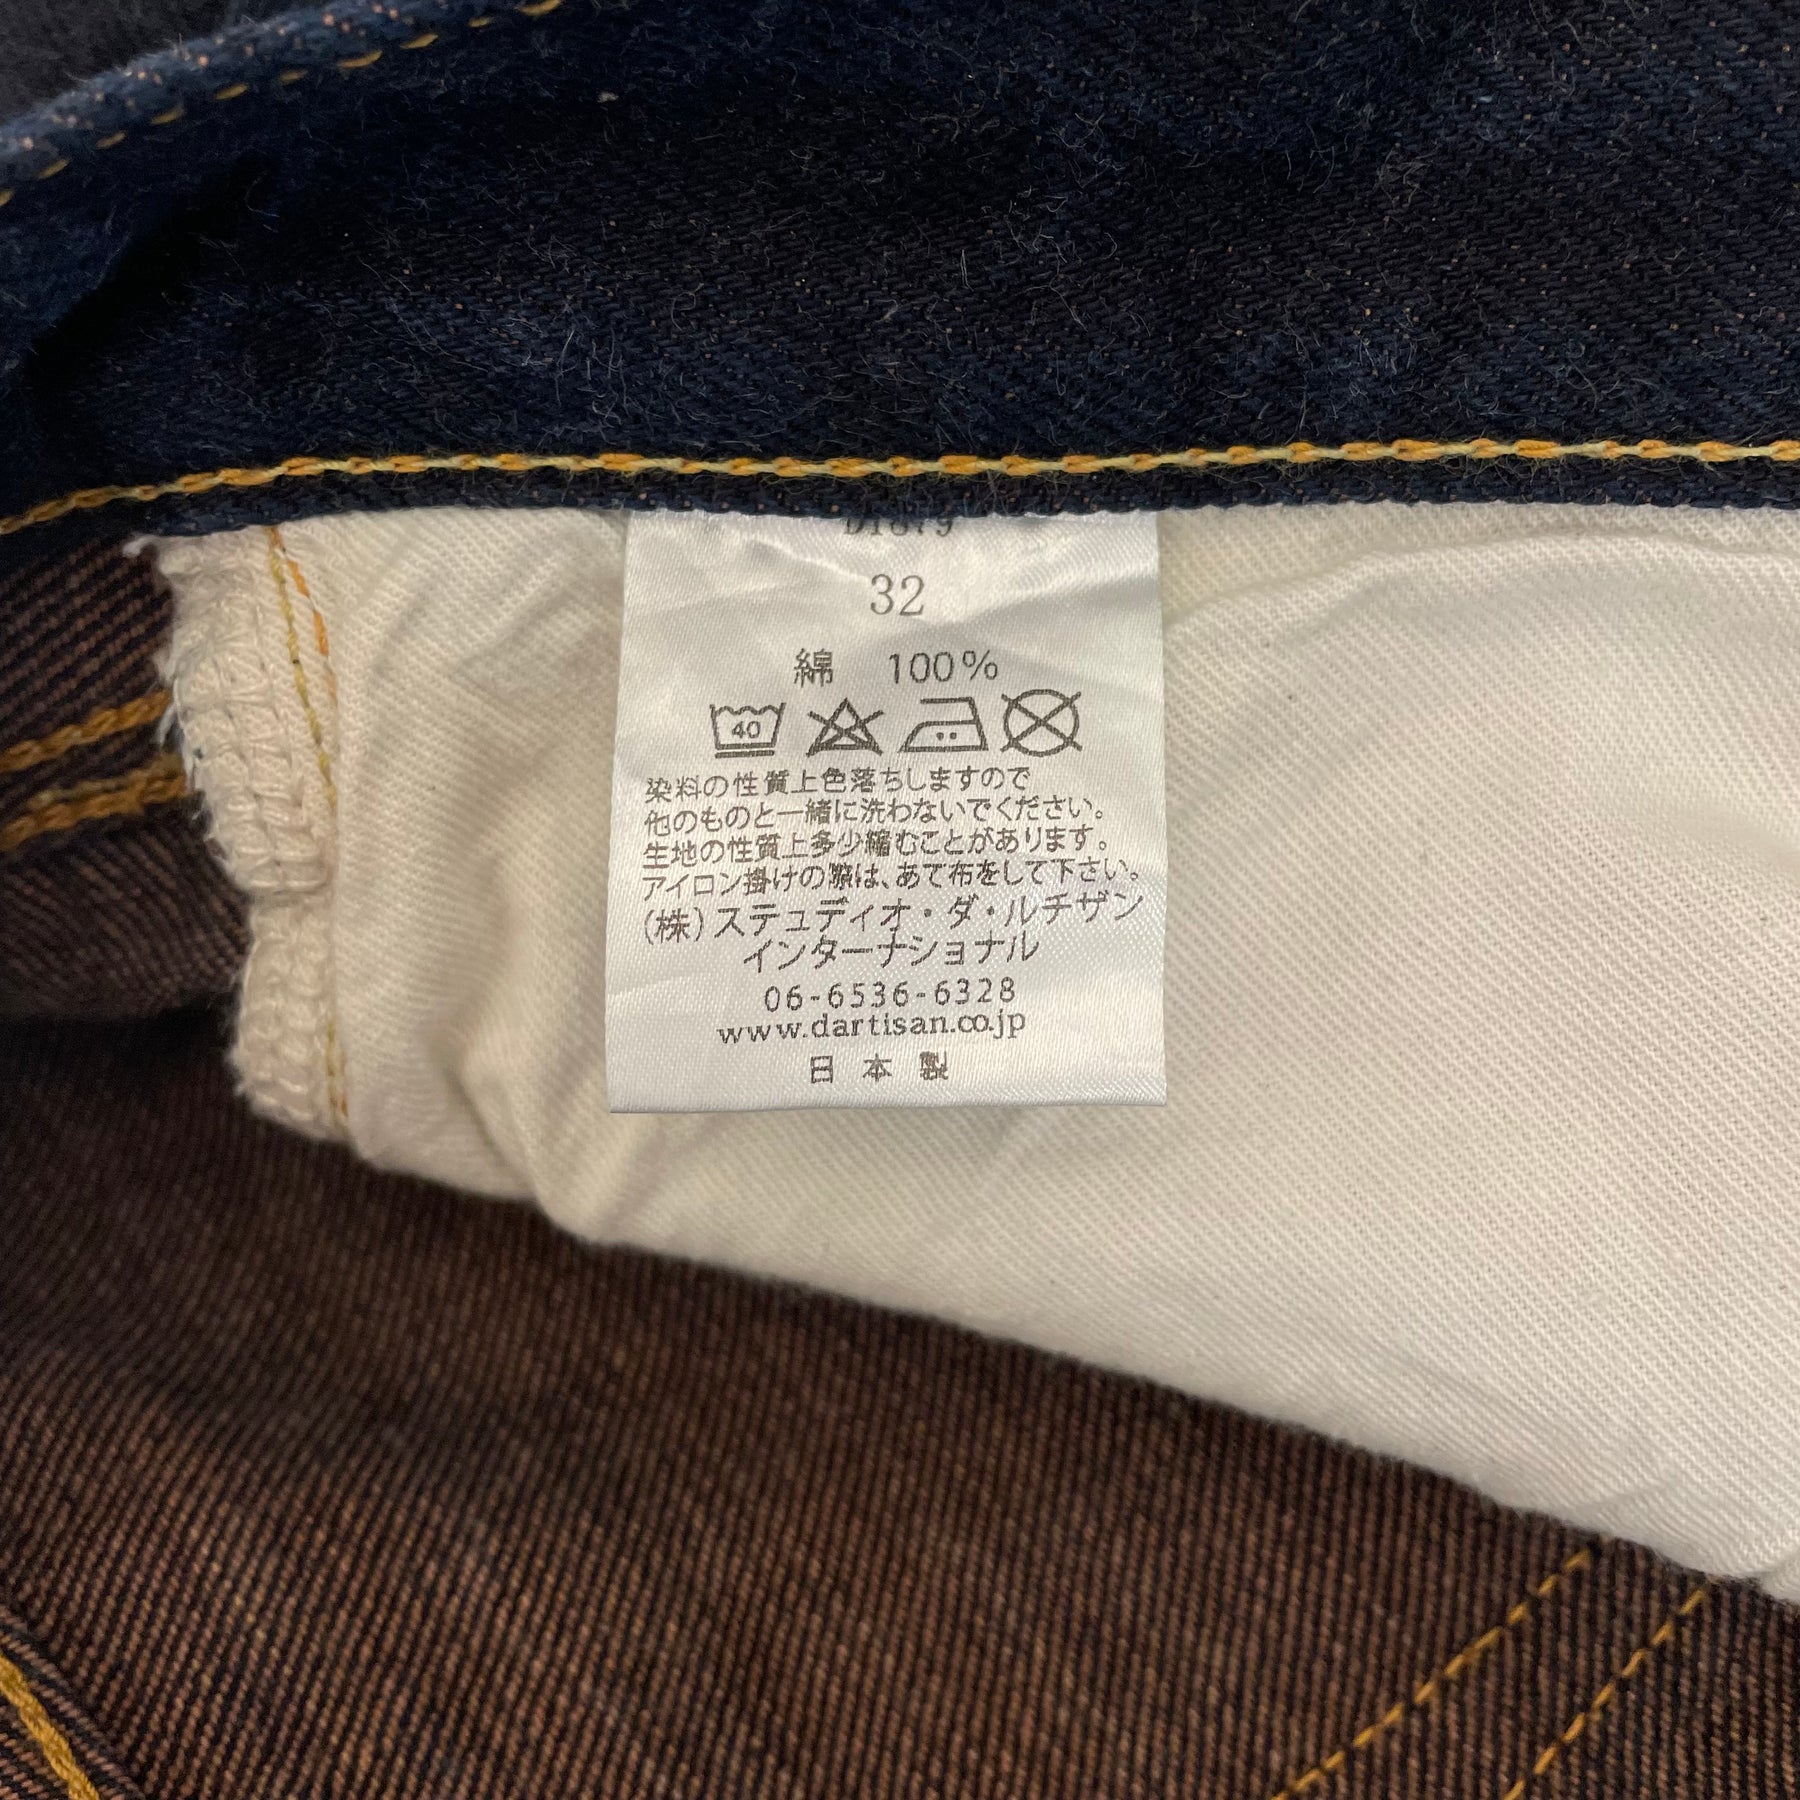 32
綿 100%
40
染料の性質上色落ちしますので
他のものと一緒に洗わないでください。
生地の性質上多少縮むことがあります。
アイロン掛けの際は、あて布をして下さい。
(株)ステュディオ・ダ・ルチザン
インターナショナル
06-6536-6328
www.dartisan.co.jp
日本製